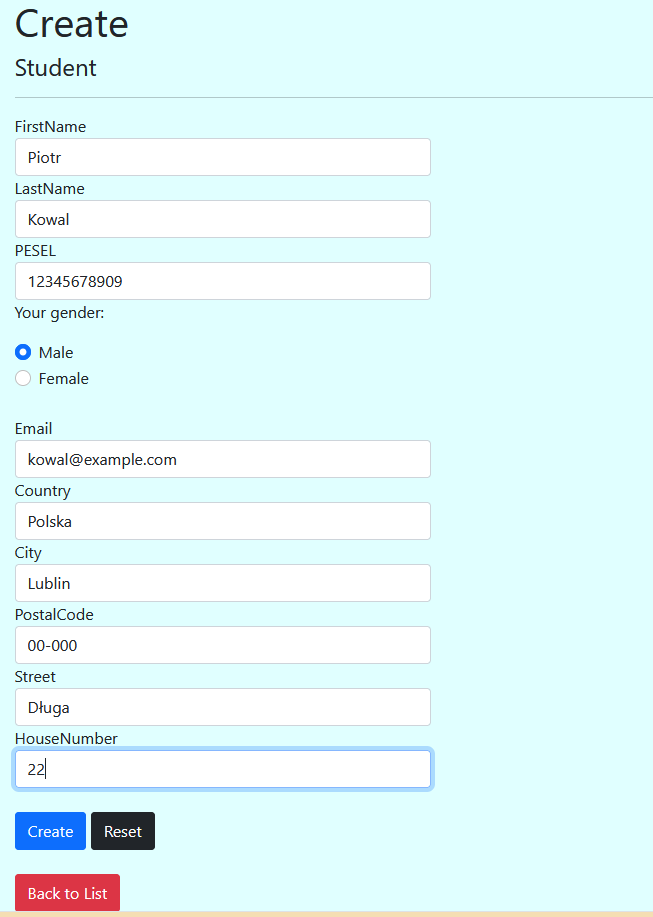 Create
Student
FirstName
Piotr
LastName
Kowal
PESEL
12345678909
Your gender:
Male
Female
Email
kowal@example.com
Country
Polska
City
Lublin
PostalCode
00-000
Street
Długa
HouseNumber
22
Create Reset
Back to List